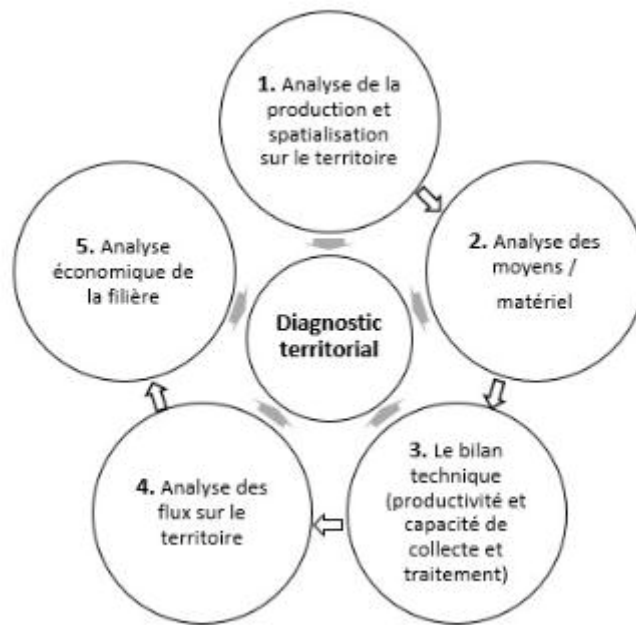 1. Analyse de la
production et
spatialisation
sur le territoire
2. Analyse des
moyens /
matériel
3. Le bilan
technique
(productivité et
capacité de
collecte et
traitement)
4. Analyse des
flux sur le
territoire
5. Analyse
économique de
la filière
Diagnostic
territorial